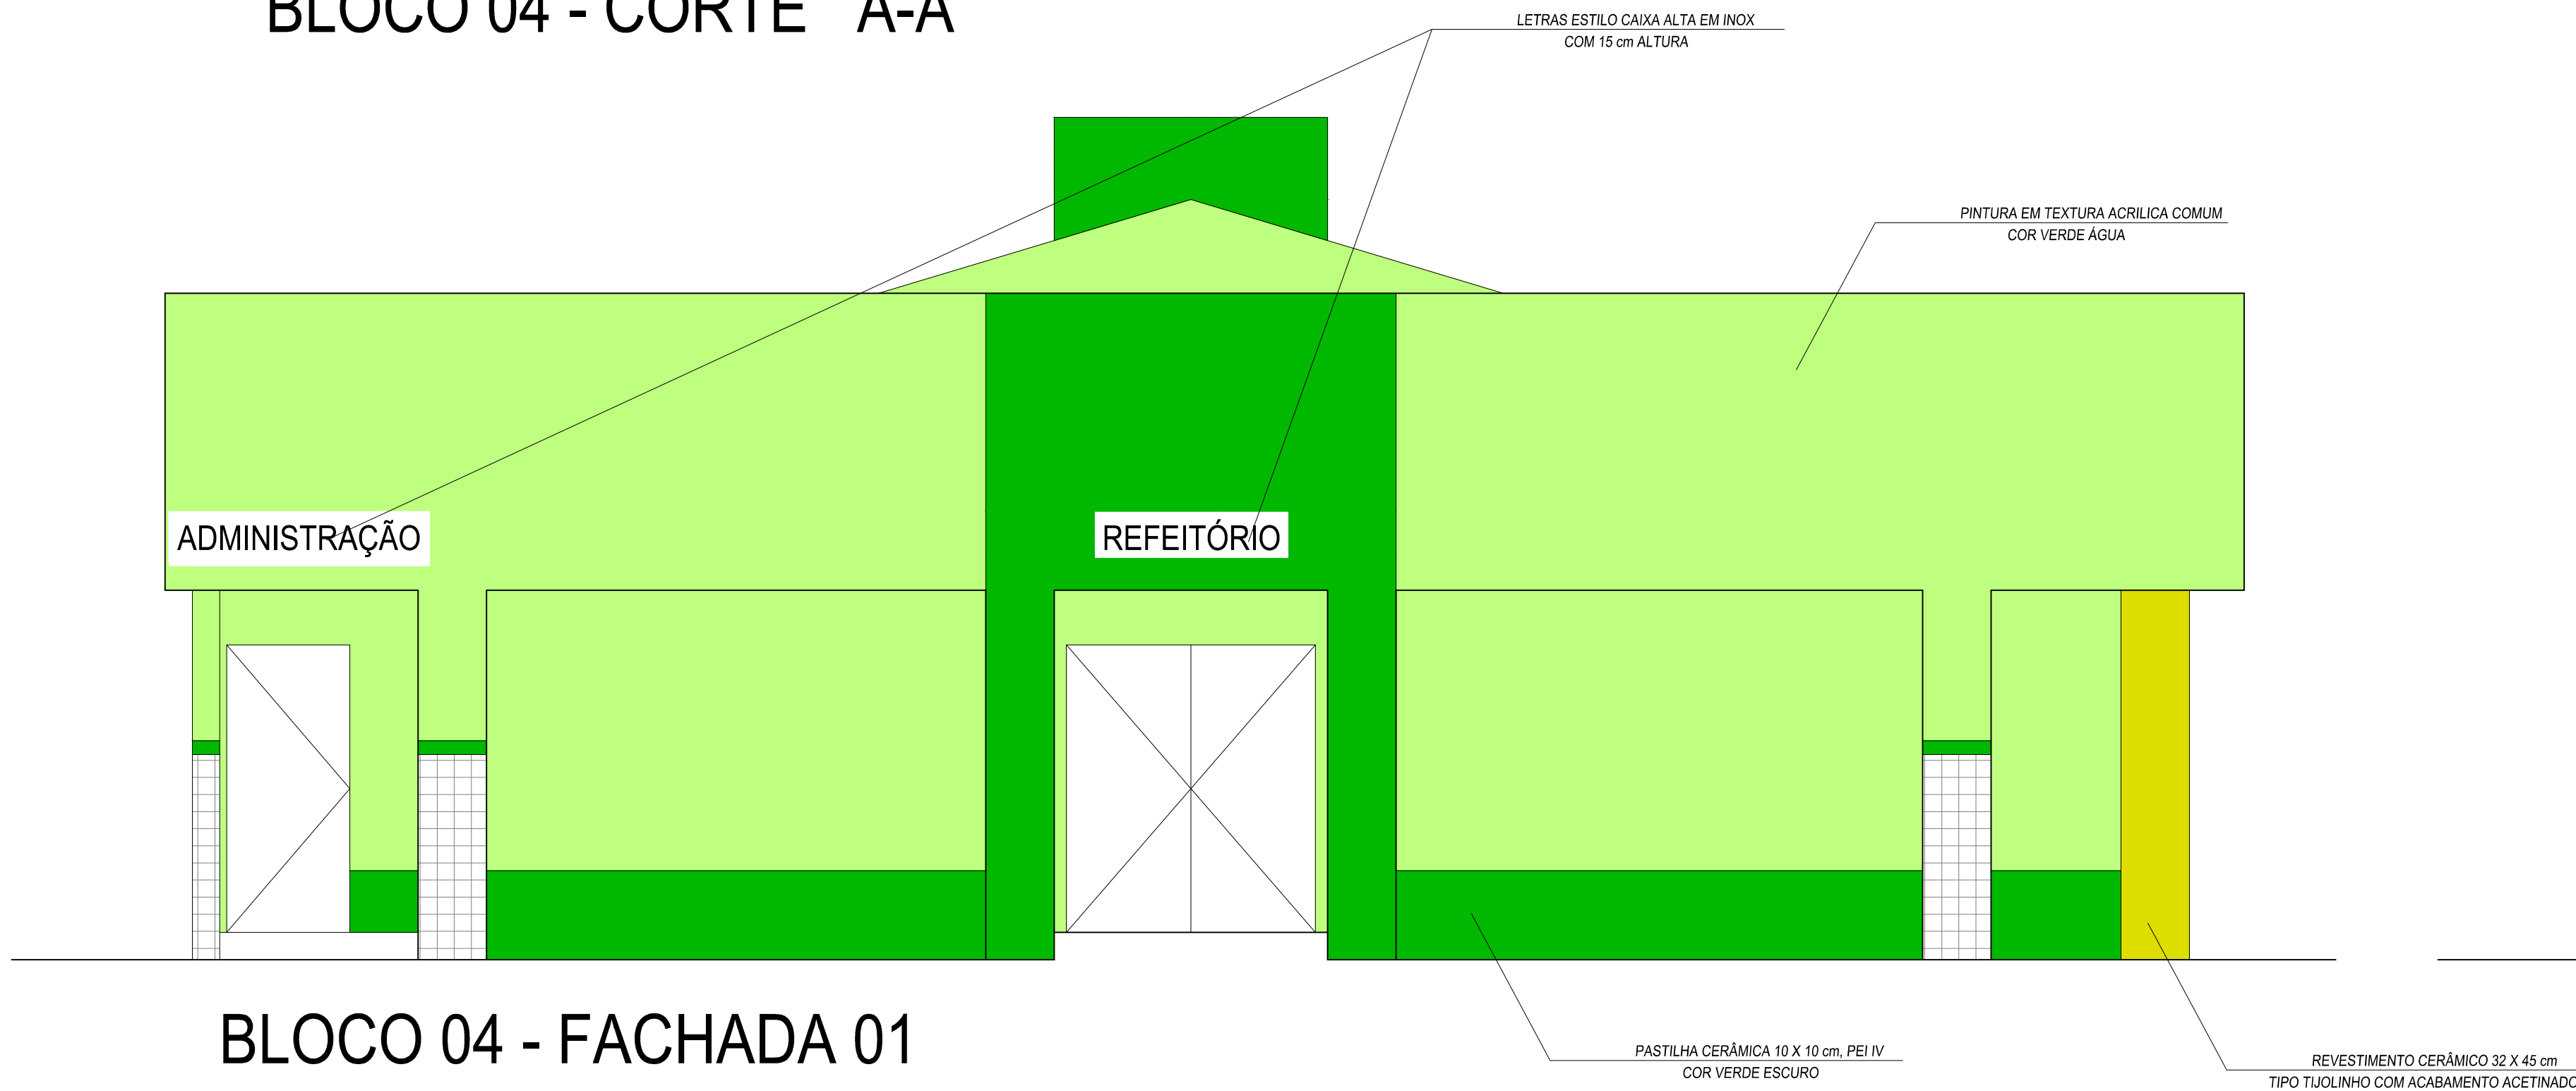 BLOCO 04 - CORTE A-A
LETRAS ESTILO CAIXA ALTA EM INOX
COM 15 cm ALTURA
PINTURA EM TEXTURA ACRILICA COMUM
COR VERDE ÁGUA
ADMINISTRAÇÃO
REFEITÓRIO
BLOCO 04 - FACHADA 01
PASTILHA CERÂMICA 10 X 10 cm, PEI IV
COR VERDE ESCURO
REVESTIMENTO CERÂMICO 32 X 45 cm
TIPO TIJOLINHO COM ACABAMENTO ACETINADO